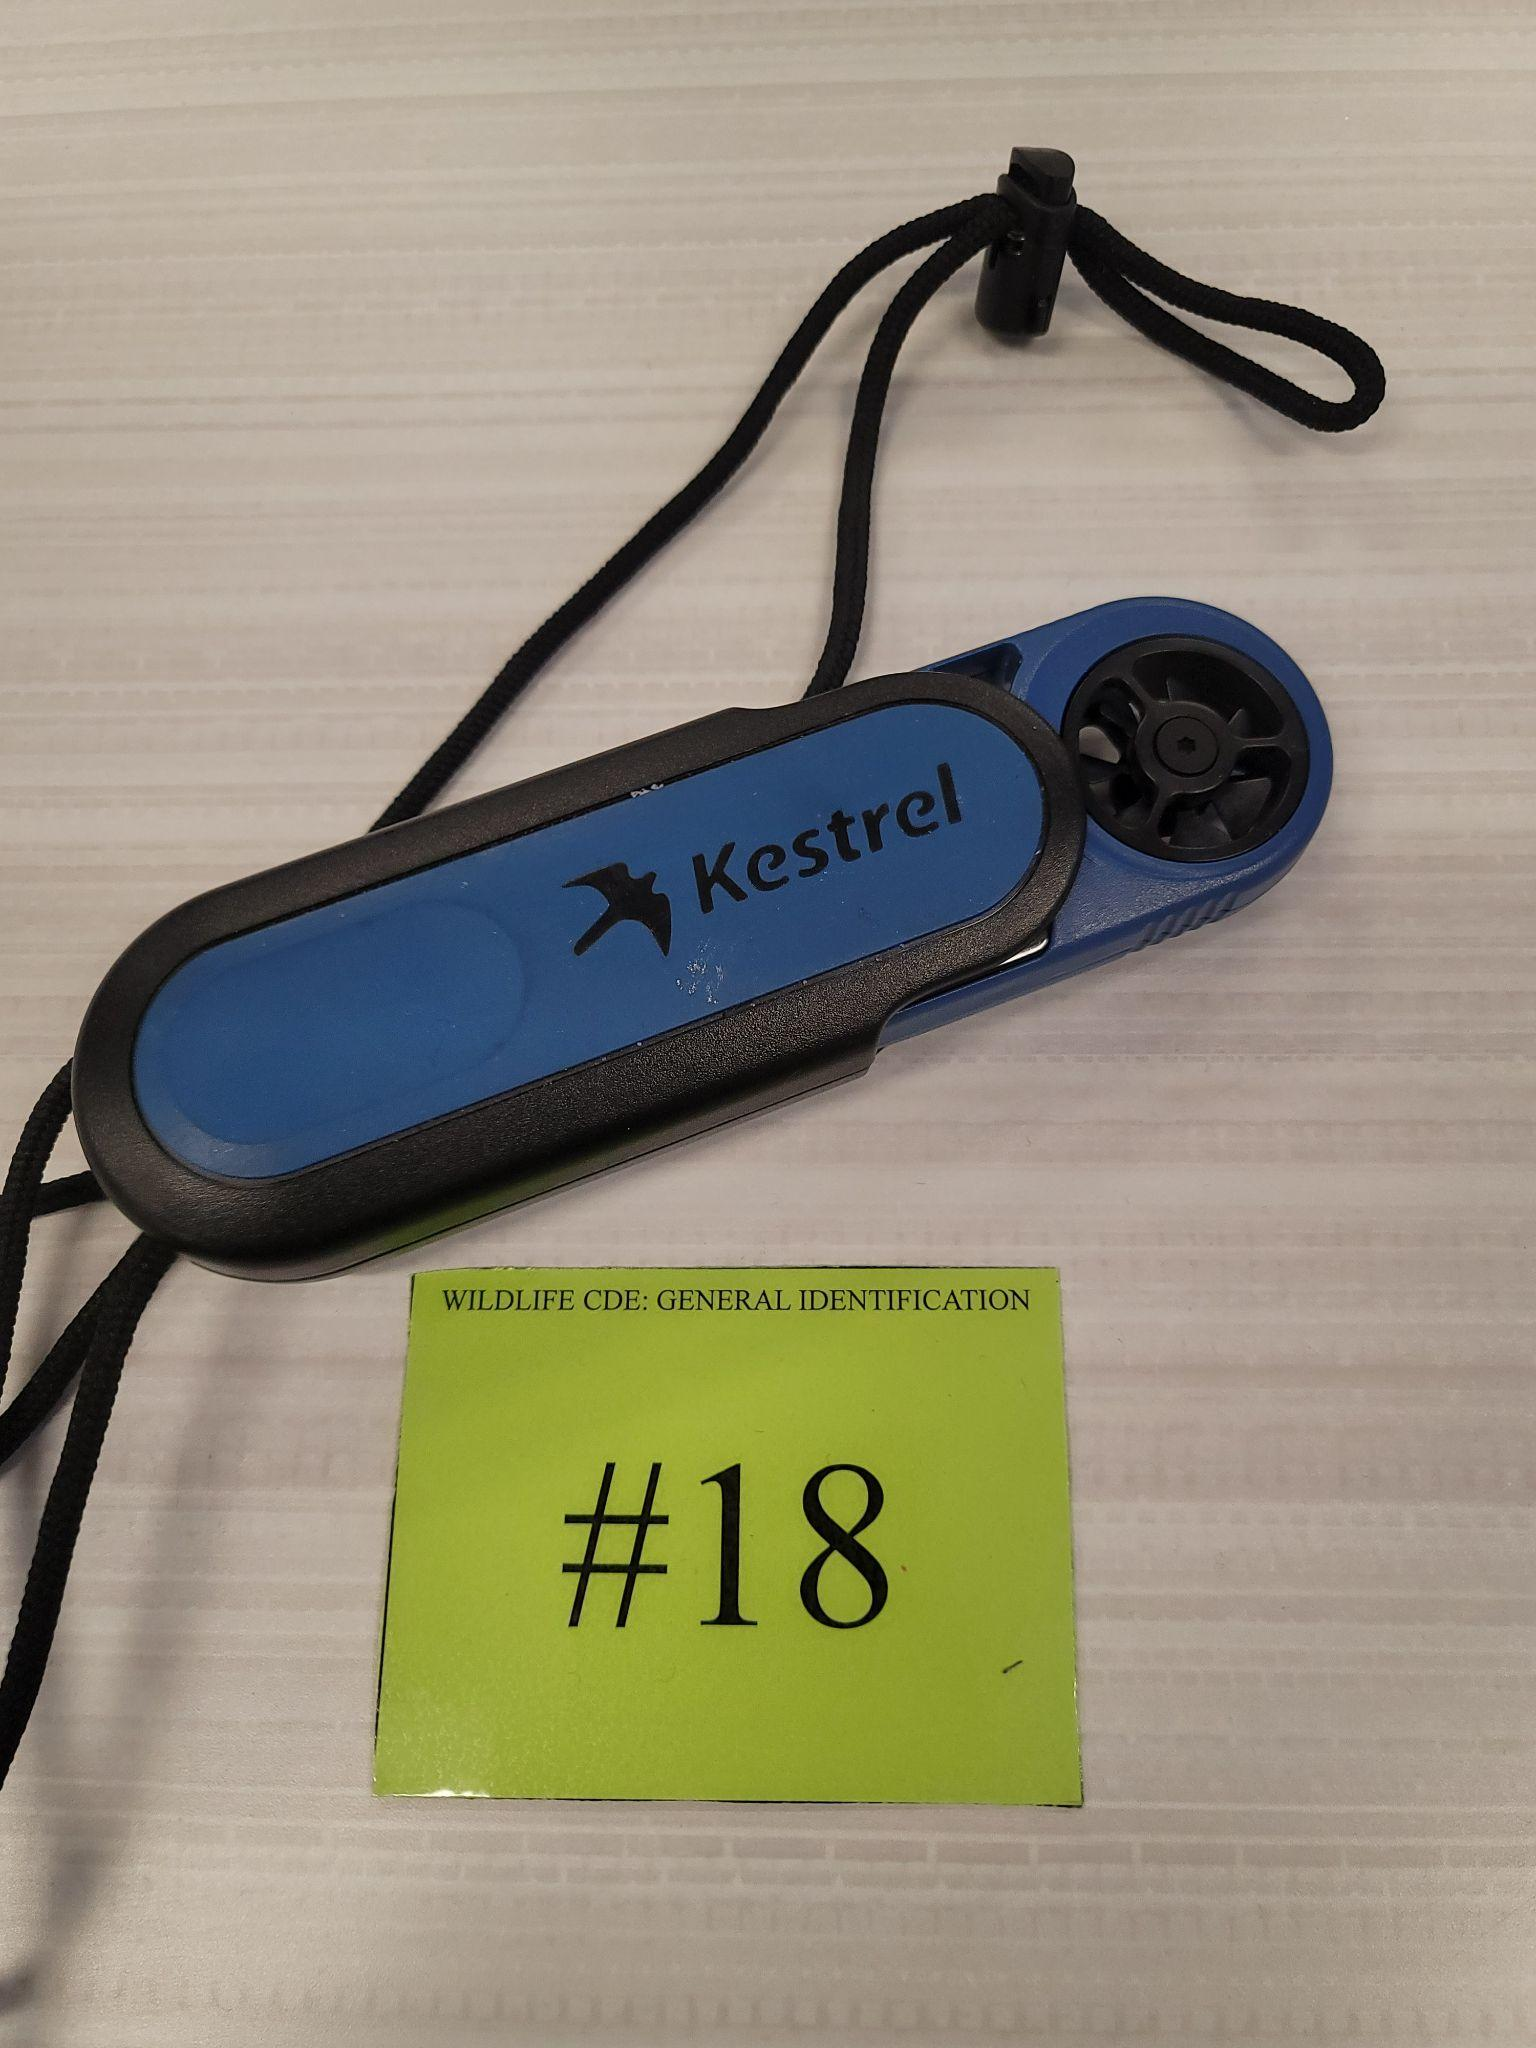 Kestrel
WILDLIFE CDE: GENERAL IDENTIFICATION
#18